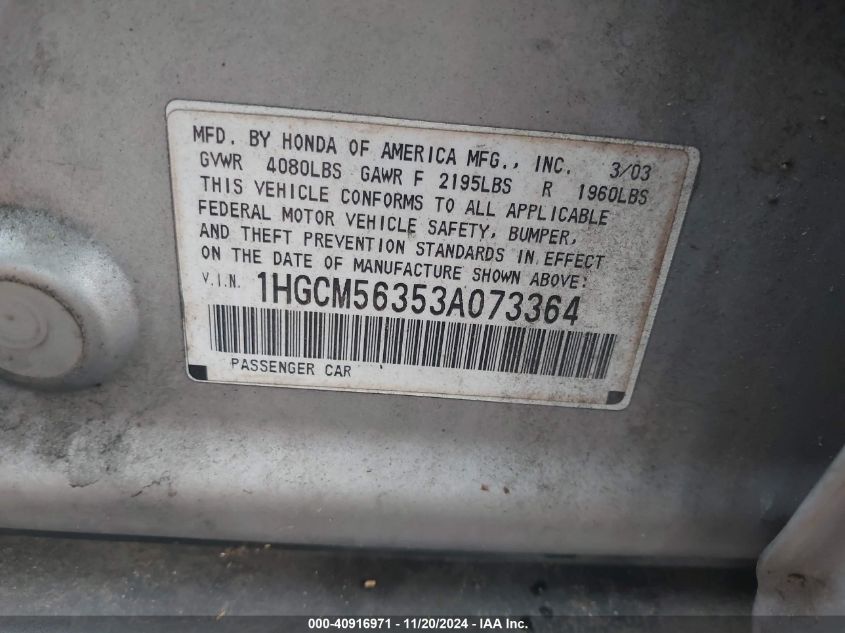 MFD. BY HONDA OF AMERICA MFG., INC. 3/03
GVWR 4080LBS GAWR F 2195LBS R 1960LBS
THIS VEHICLE CONFORMS TO ALL APPLICABLE
FEDERAL MOTOR VEHICLE SAFETY, BUMPER,
AND THEFT PREVENTION STANDARDS IN EFFECT
ON THE DATE OF MANUFACTURE SHOWN ABOVE:
V.I.N. 1HGCM56353A073364
PASSENGER CAR
000-40916971 - 11/20/2024 - IAA Inc.